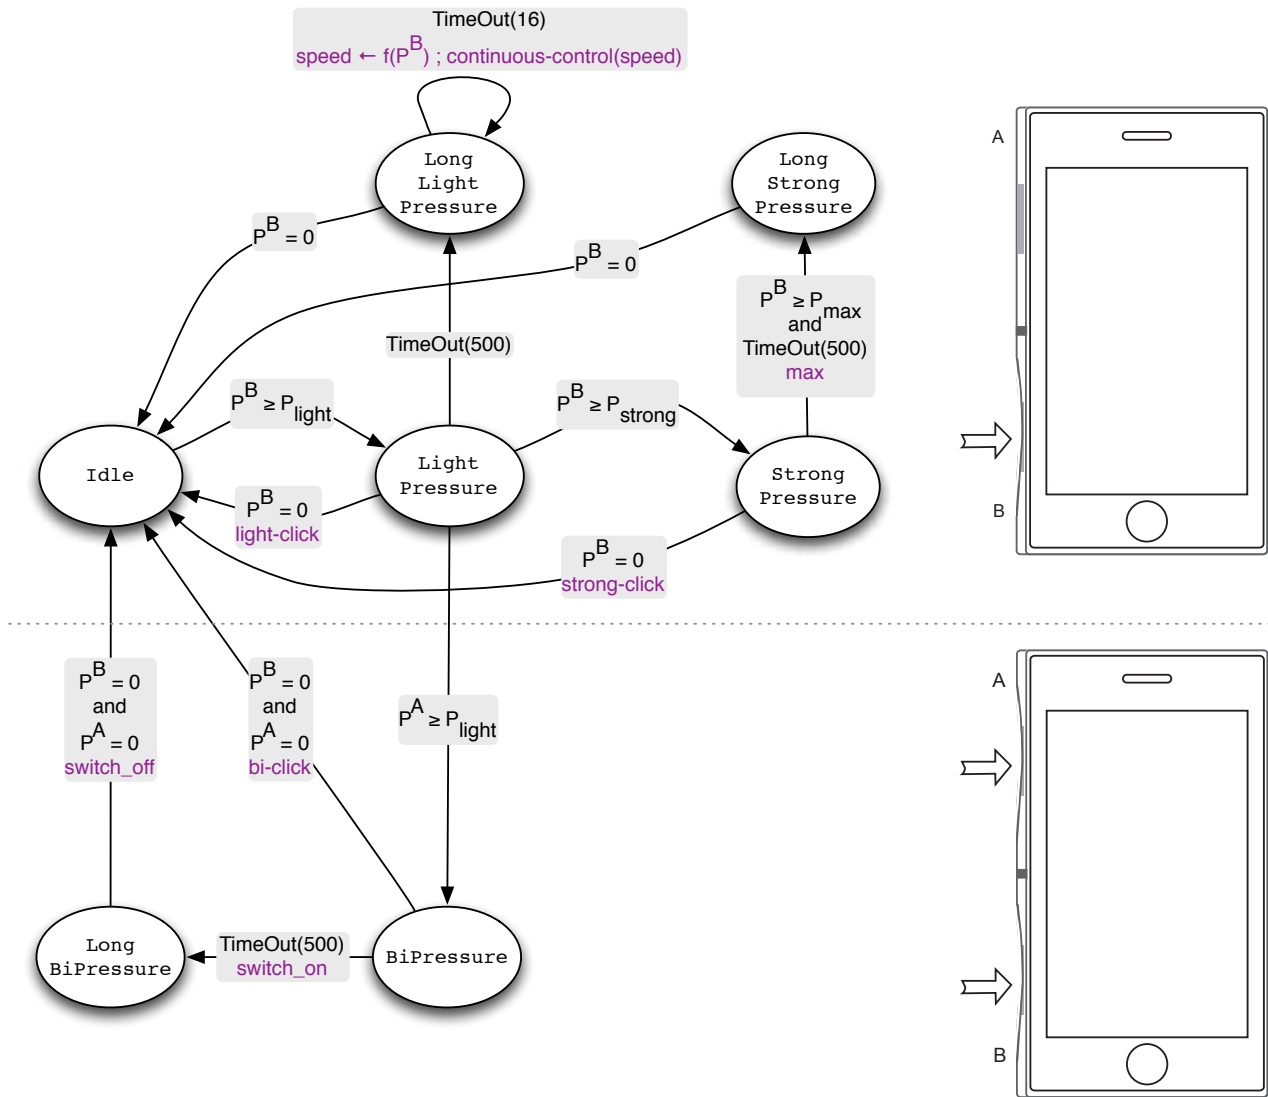 TimeOut(16)
speed ← f(P^B) ; continuous-control(speed)
Long
Light
Pressure
Long
Strong
Pressure
A
P^B = 0
P^B = 0
P^B ≥ P_max
and
TimeOut(500)
max
TimeOut(500)
P^B ≥ P_light
P^B ≥ P_strong
Idle
Light
Pressure
Strong
Pressure
P^B = 0
light-click
B
P^B = 0
strong-click
P^B = 0
and
P^A = 0
switch_off
P^B = 0
and
P^A = 0
bi-click
P^A ≥ P_light
A
Long
BiPressure
TimeOut(500)
switch_on
BiPressure
B